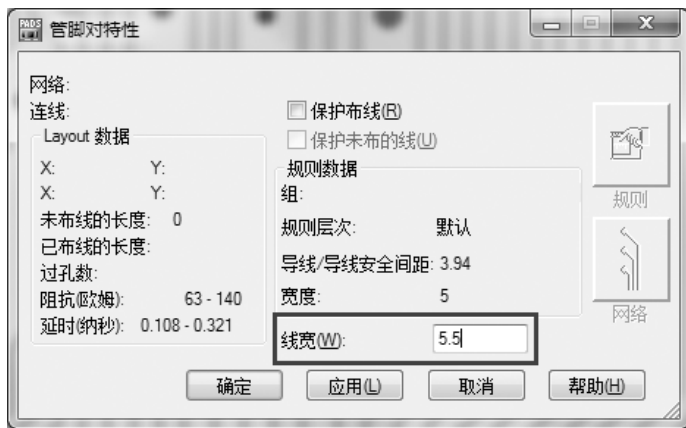 PADS 管脚对特性
网络:
连线:
保护布线(R)
保护未布的线(U)
Layout 数据
X: Y:
X: Y:
未布线的长度: 0
已布线的长度:
过孔数:
阻抗(欧姆): 63 - 140
延时(纳秒): 0.108 - 0.321
规则数据
组:
规则层次: 默认
导线/导线安全间距: 3.94
宽度: 5
线宽(W): 5.5
规则
网络
确定 应用(L) 取消 帮助(H)